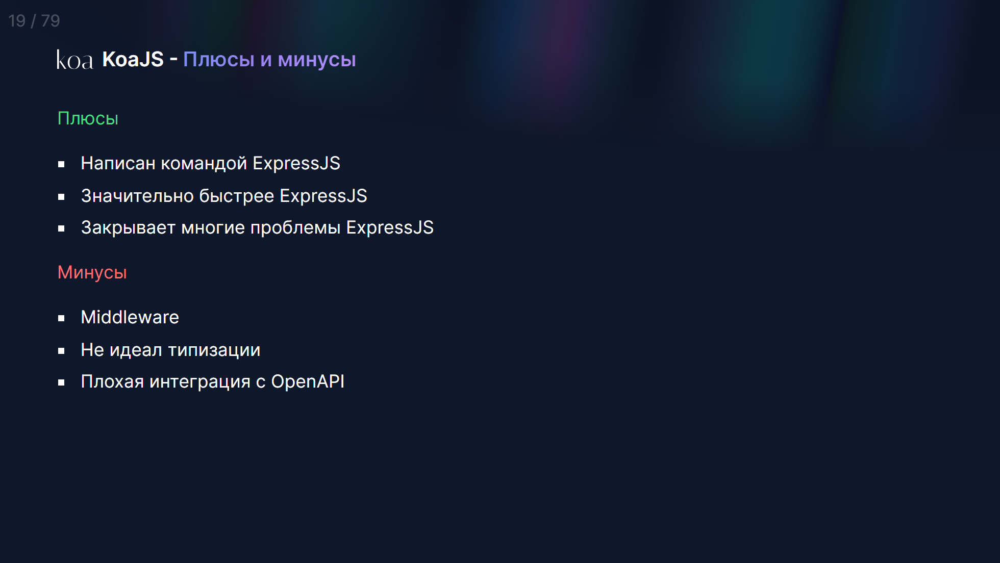 19 / 79
koa KoaJS - Плюсы и минусы
Плюсы
Написан командой ExpressJS
Значительно быстрее ExpressJS
Закрывает многие проблемы ExpressJS
Минусы
Middleware
Не идеал типизации
Плохая интеграция с OpenAPI